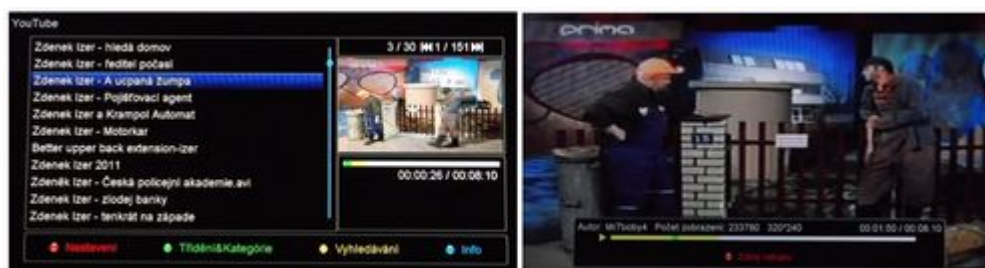 YouTube
Zdenek Izer - hledá domov
Zdenek Izer - ředitel počasí
Zdenek Izer - A ucpaná žumpa
Zdenek Izer - Pojišťovací agent
Zdenek Izer a Krampol Automat
Zdenek Izer - Motorkar
Better upper back extension-izer
Zdenek Izer 2011
Zdeněk Izer - Česká policejní akademie.avi
Zdenek Izer - zlodej banky
Zdenek Izer - tenkrát na západe
3 / 30 1 / 151
00:00:26 / 00:08:10
Nastavení Třídění&Kategórie Vyhledávání Info
prima
Autor: MrTboby4 Počet zobrazení: 233760 320*240 00:01:50 / 00:08:10